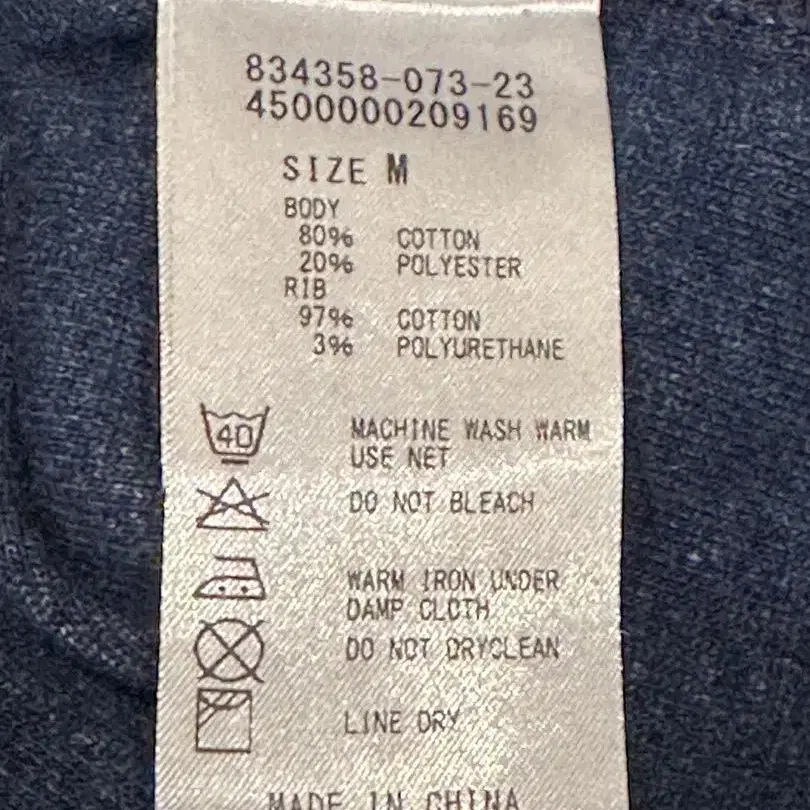 834358-073-23
4500000209169
SIZE M
BODY
80% COTTON
20% POLYESTER
RIB
97% COTTON
3% POLYURETHANE
40 MACHINE WASH WARM
USE NET
DO NOT BLEACH
WARM IRON UNDER
DAMP CLOTH
DO NOT DRYCLEAN
LINE DRY
MADE IN CHINA